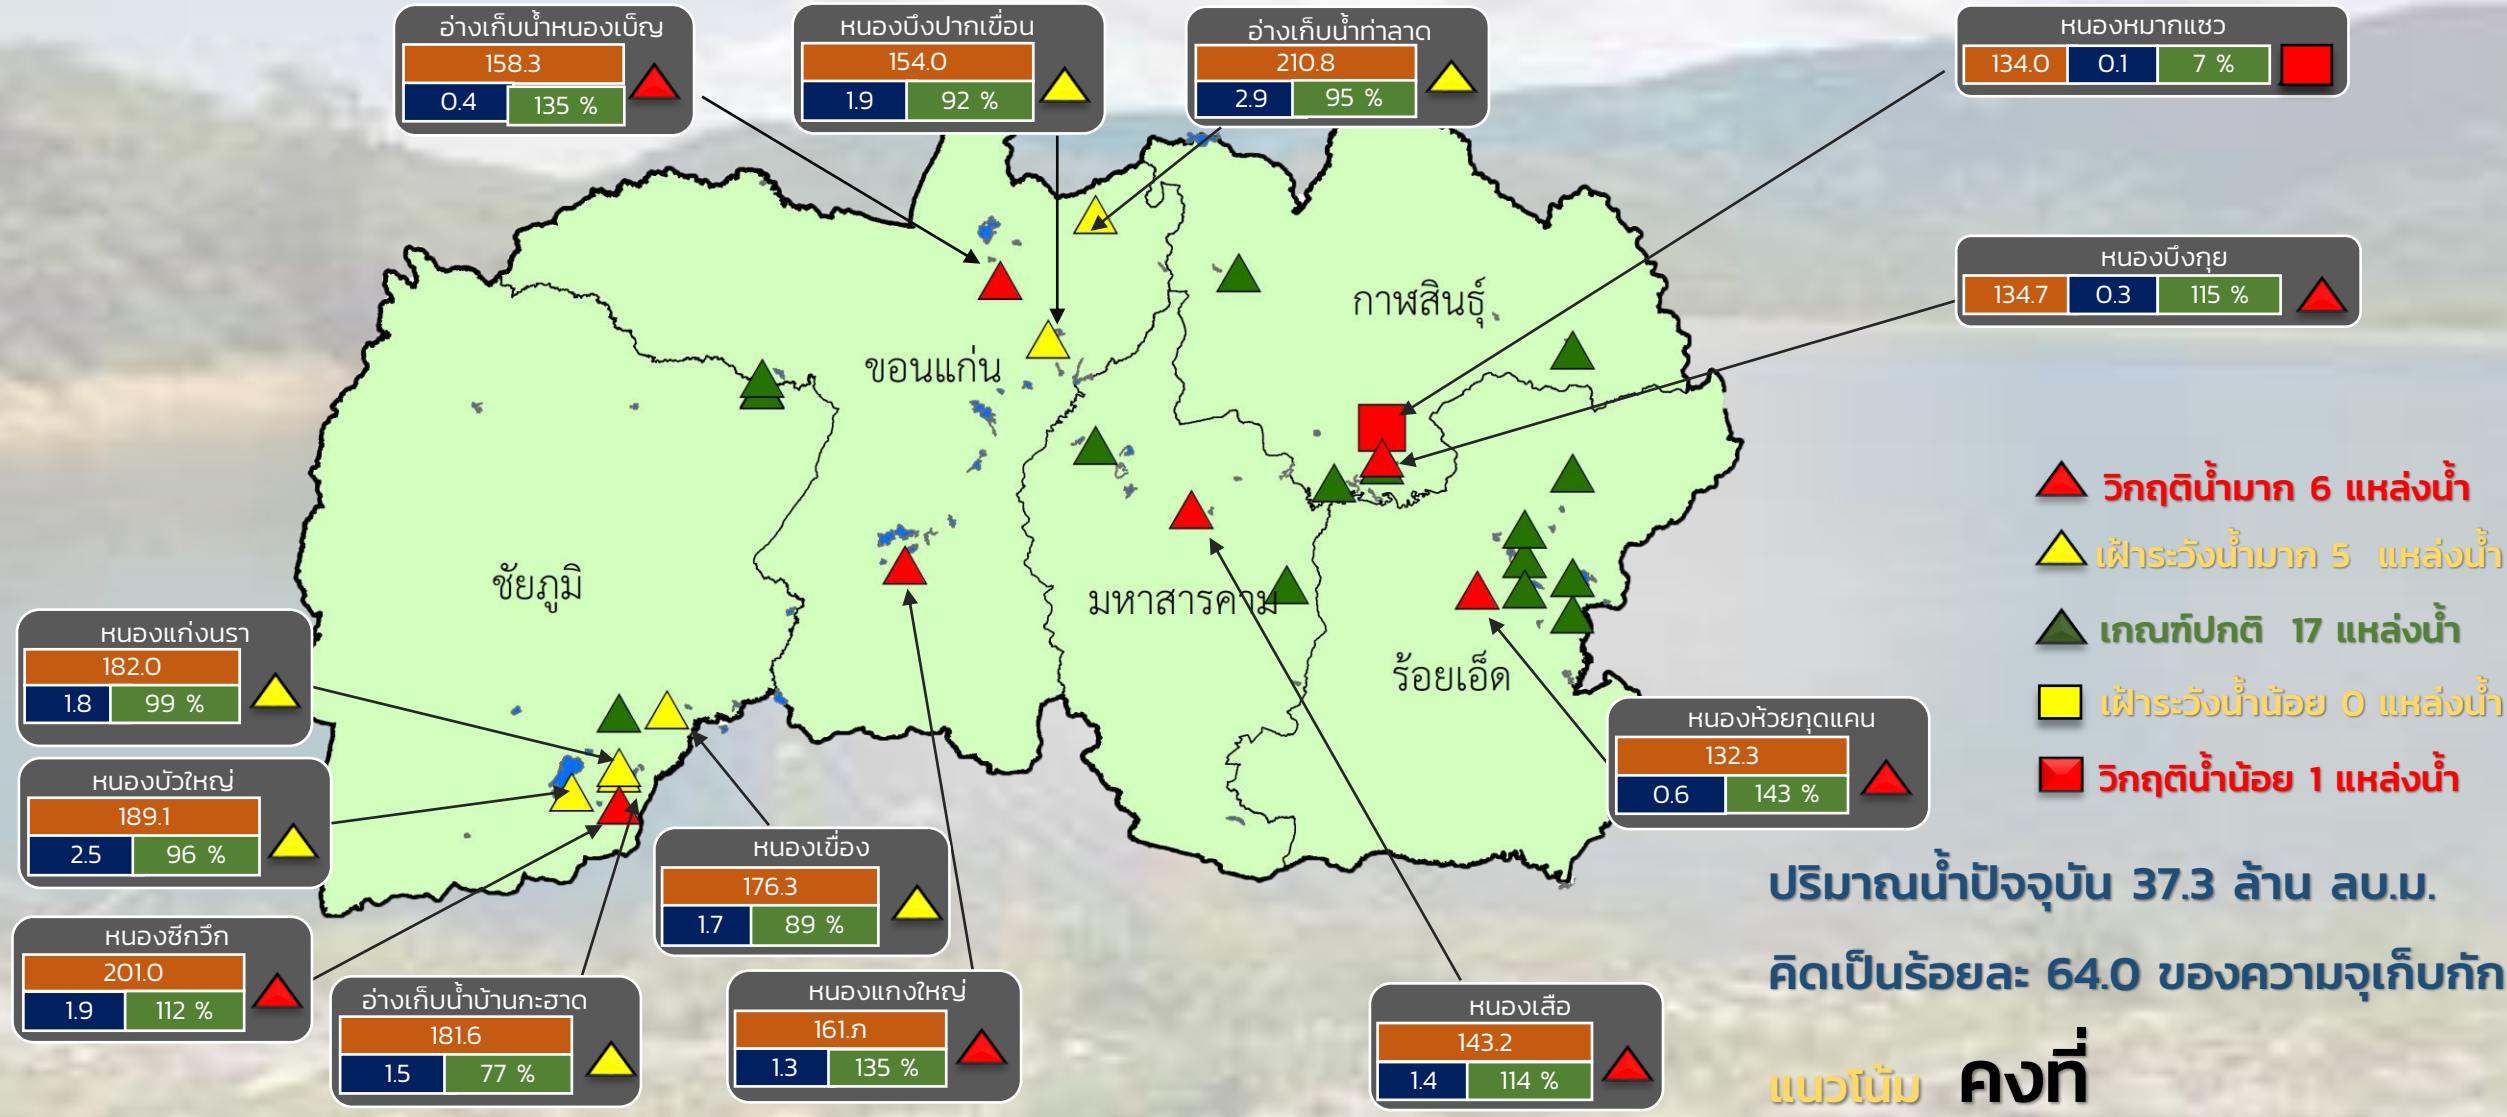 อ่างเก็บน้ำหนองเบ็ญ
158.3
0.4 135 %
หนองบึงปากเขื่อน
154.0
1.9 92 %
อ่างเก็บน้ำท่าลาด
210.8
2.9 95 %
หนองหมากแซว
134.0 0.1 7 %
หนองบึงกุย
134.7 0.3 115 %
กาฬสินธุ์
ขอนแก่น
ชัยภูมิ
มหาสารคาม
ร้อยเอ็ด
วิกฤติน้ำมาก 6 แหล่งน้ำ
เฝ้าระวังน้ำมาก 5 แหล่งน้ำ
เกณฑ์ปกติ 17 แหล่งน้ำ
เฝ้าระวังน้ำน้อย 0 แหล่งน้ำ
วิกฤติน้ำน้อย 1 แหล่งน้ำ
หนองแก่งนรา
182.0
1.8 99 %
หนองบัวใหญ่
189.1
2.5 96 %
หนองซีกวึก
201.0
1.9 112 %
อ่างเก็บน้ำบ้านกะฮาด
181.6
1.5 77 %
หนองเขื่อง
176.3
1.7 89 %
หนองแกงใหญ่
161.ภ
1.3 135 %
หนองเสือ
143.2
1.4 114 %
หนองห้วยกุดแคน
132.3
0.6 143 %
ปริมาณน้ำปัจจุบัน 37.3 ล้าน ลบ.ม.
คิดเป็นร้อยละ 64.0 ของความจุเก็บกัก
แนวโน้ม คงที่